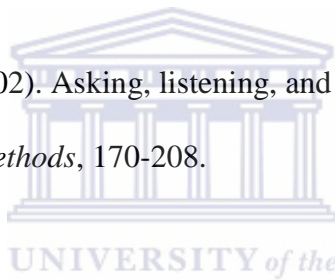 02). Asking, listening, and
ethods, 170-208.
UNIVERSITY of the